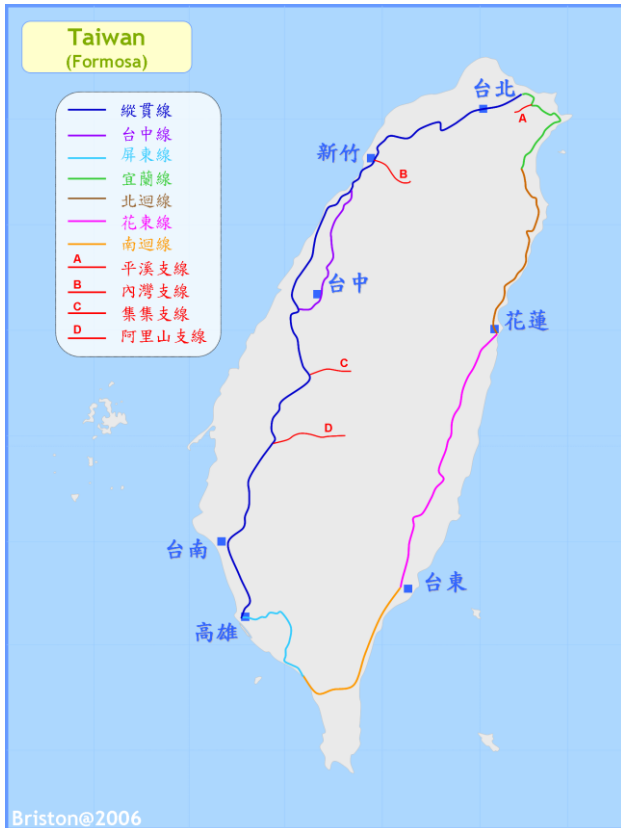 Taiwan
(Formosa)
縱貫線
台中線
屏東線
宜蘭線
北迴線
花東線
南迴線
A 平溪支線
B 內灣支線
C 集集支線
D 阿里山支線
台北
A
新竹
B
台中
花蓮
C
D
台南
台東
高雄
Briston@2006